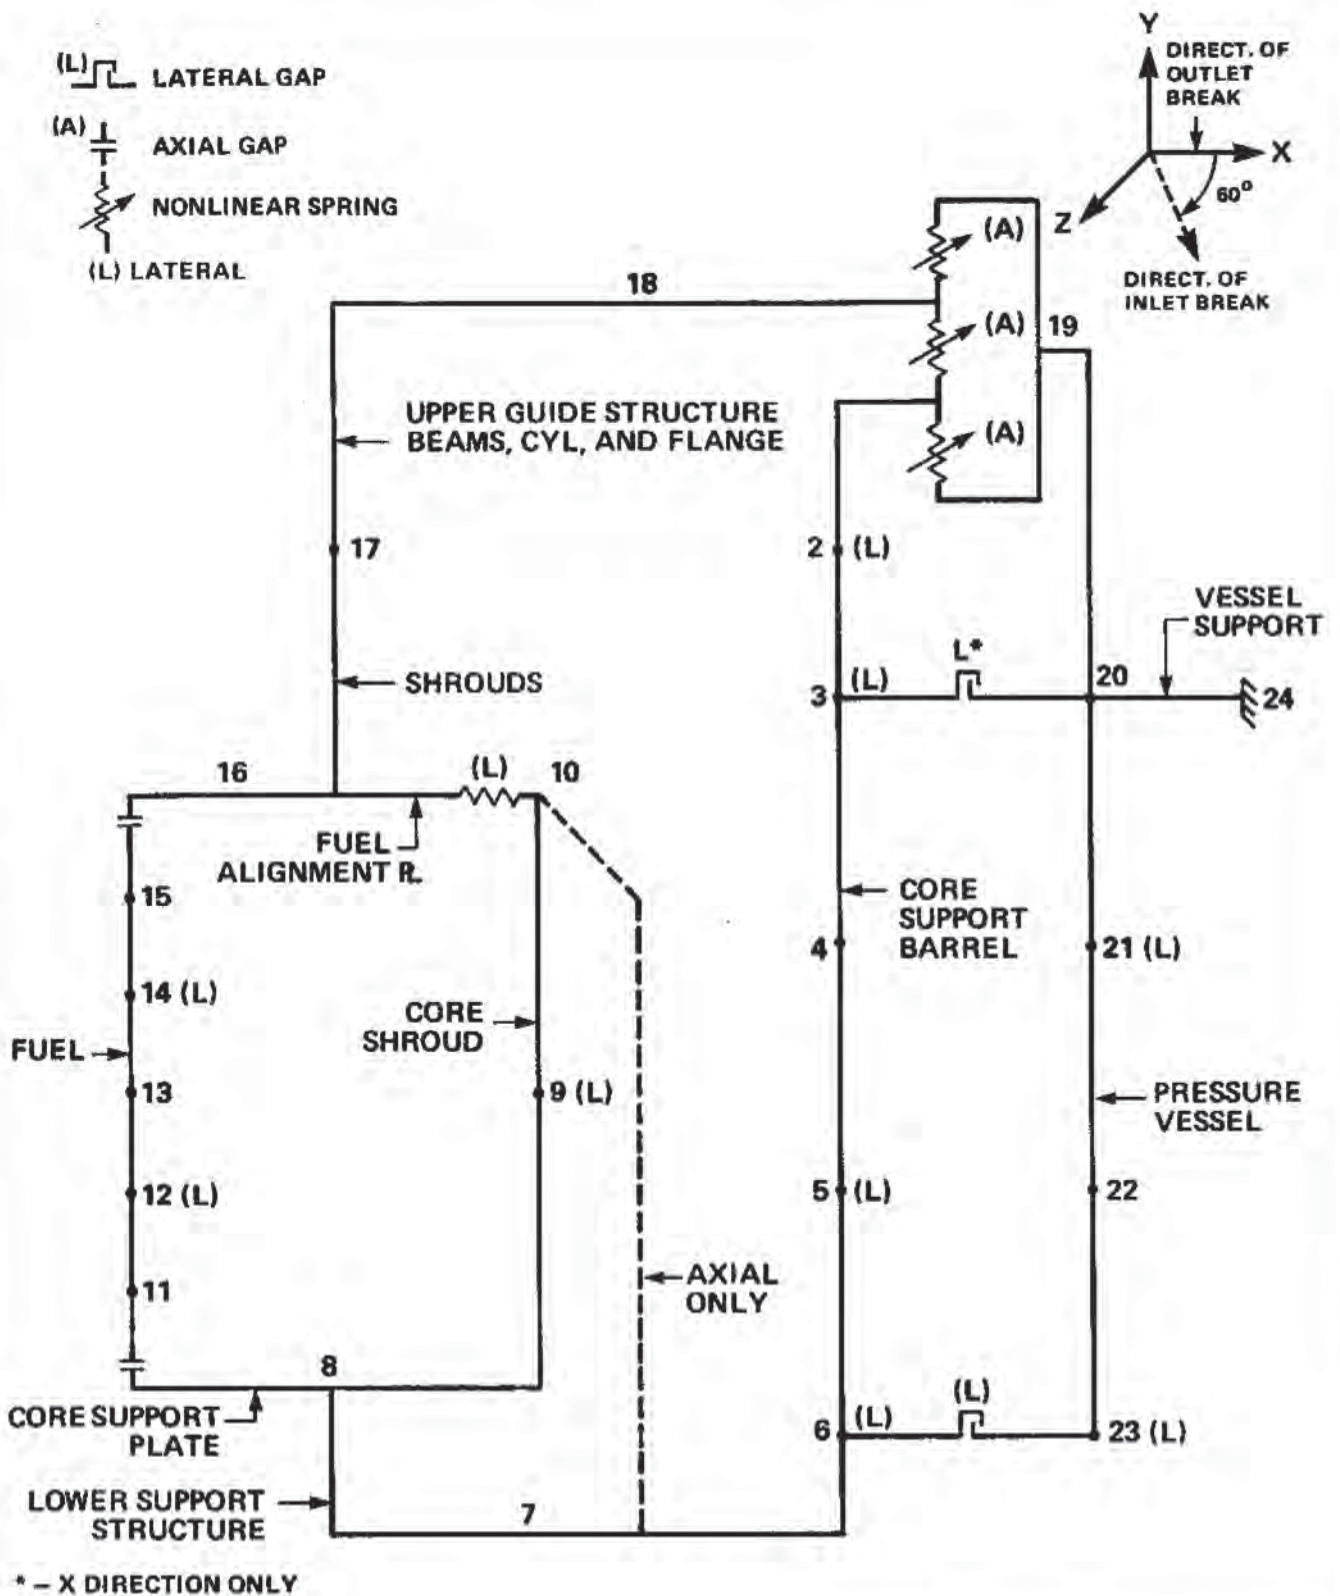 (L) LATERAL GAP
(A) AXIAL GAP
NONLINEAR SPRING
(L) LATERAL
Y
DIRECT. OF
OUTLET
BREAK
X
60°
Z
DIRECT. OF
INLET BREAK
18
(A)
(A)
19
(A)
UPPER GUIDE STRUCTURE
BEAMS, CYL, AND FLANGE
17
2 (L)
VESSEL
SUPPORT
SHROUDS
3 (L)
L*
20
24
16
(L)
10
FUEL
ALIGNMENT PL.
15
CORE
SUPPORT
BARREL
4
21 (L)
14 (L)
CORE
SHROUD
FUEL
13
9 (L)
PRESSURE
VESSEL
12 (L)
5 (L)
22
11
AXIAL
ONLY
8
CORE SUPPORT
PLATE
6 (L)
(L)
23 (L)
LOWER SUPPORT
STRUCTURE
7
* – X DIRECTION ONLY